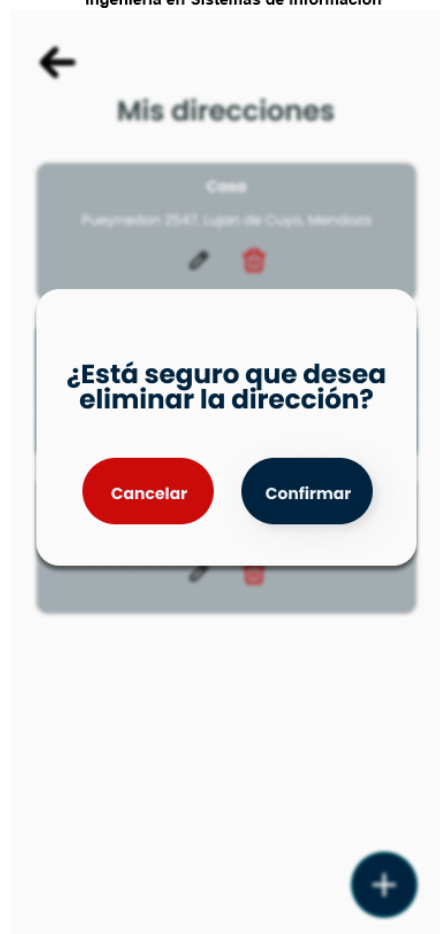 Ingeniería en Sistemas de Información
Mis direcciones
Casa
Pueyrredon 2547, Lujan de Cuyo, Mendoza
¿Está seguro que desea
eliminar la dirección?
Cancelar
Confirmar